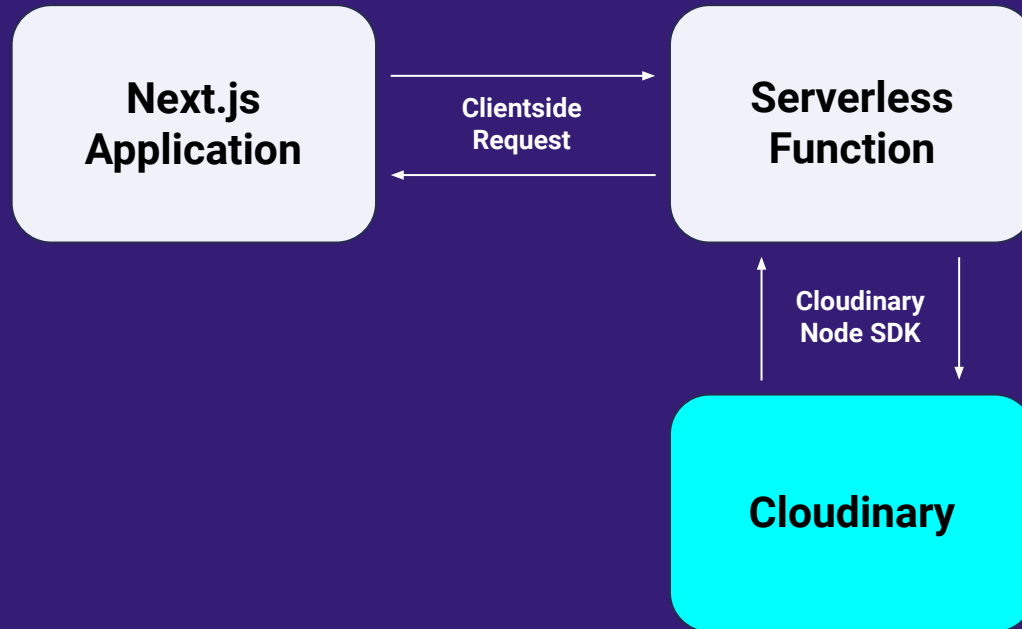 Next.js
Application
Clientside
Request
Serverless
Function
Cloudinary
Node SDK
Cloudinary